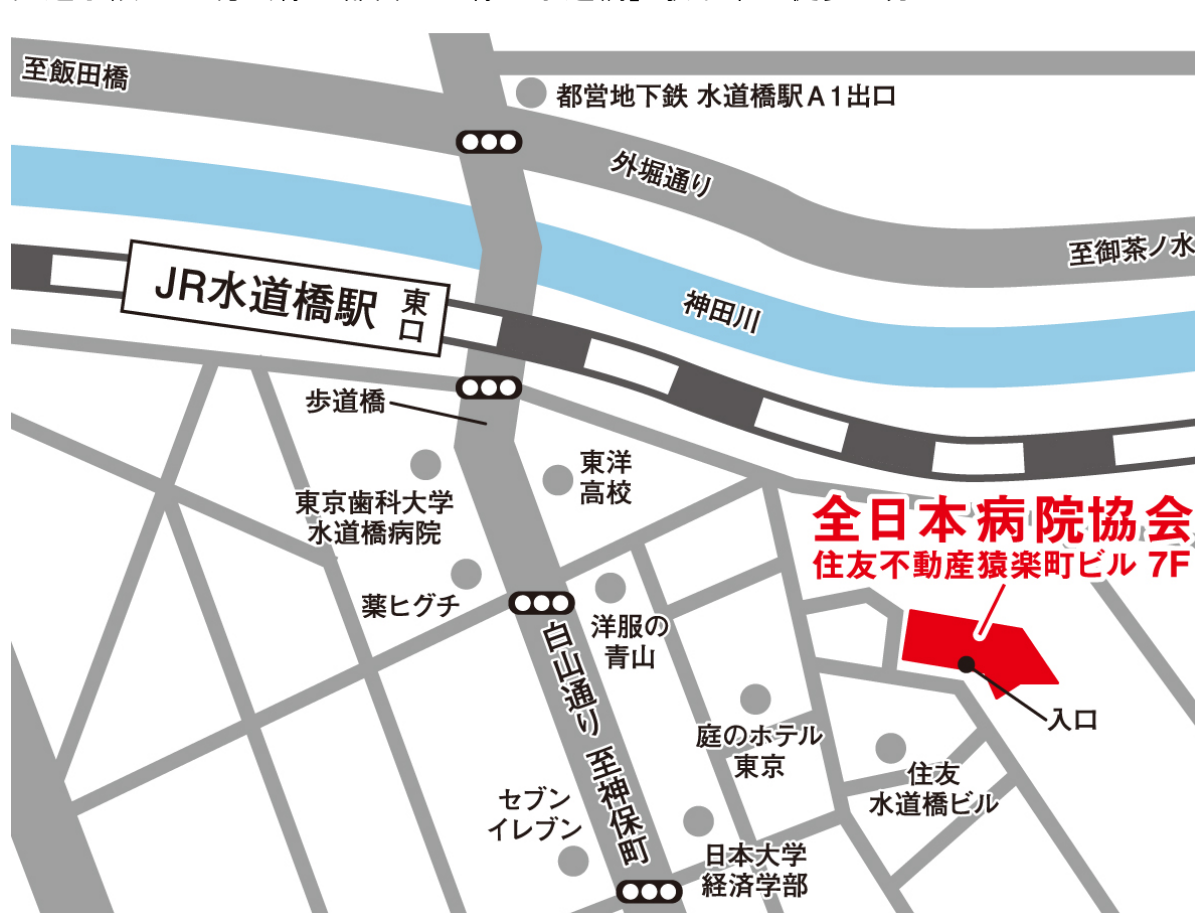 至飯田橋
都営地下鉄 水道橋駅A1出口
外堀通り
至御茶ノ水
JR水道橋駅
東口
神田川
歩道橋
東洋
高校
東京歯科大学
水道橋病院
全日本病院協会
住友不動産猿楽町ビル 7F
薬ヒグチ
洋服の
青山
白山通り 至神保町
入口
庭のホテル
東京
住友
水道橋ビル
セブン
イレブン
日本大学
経済学部